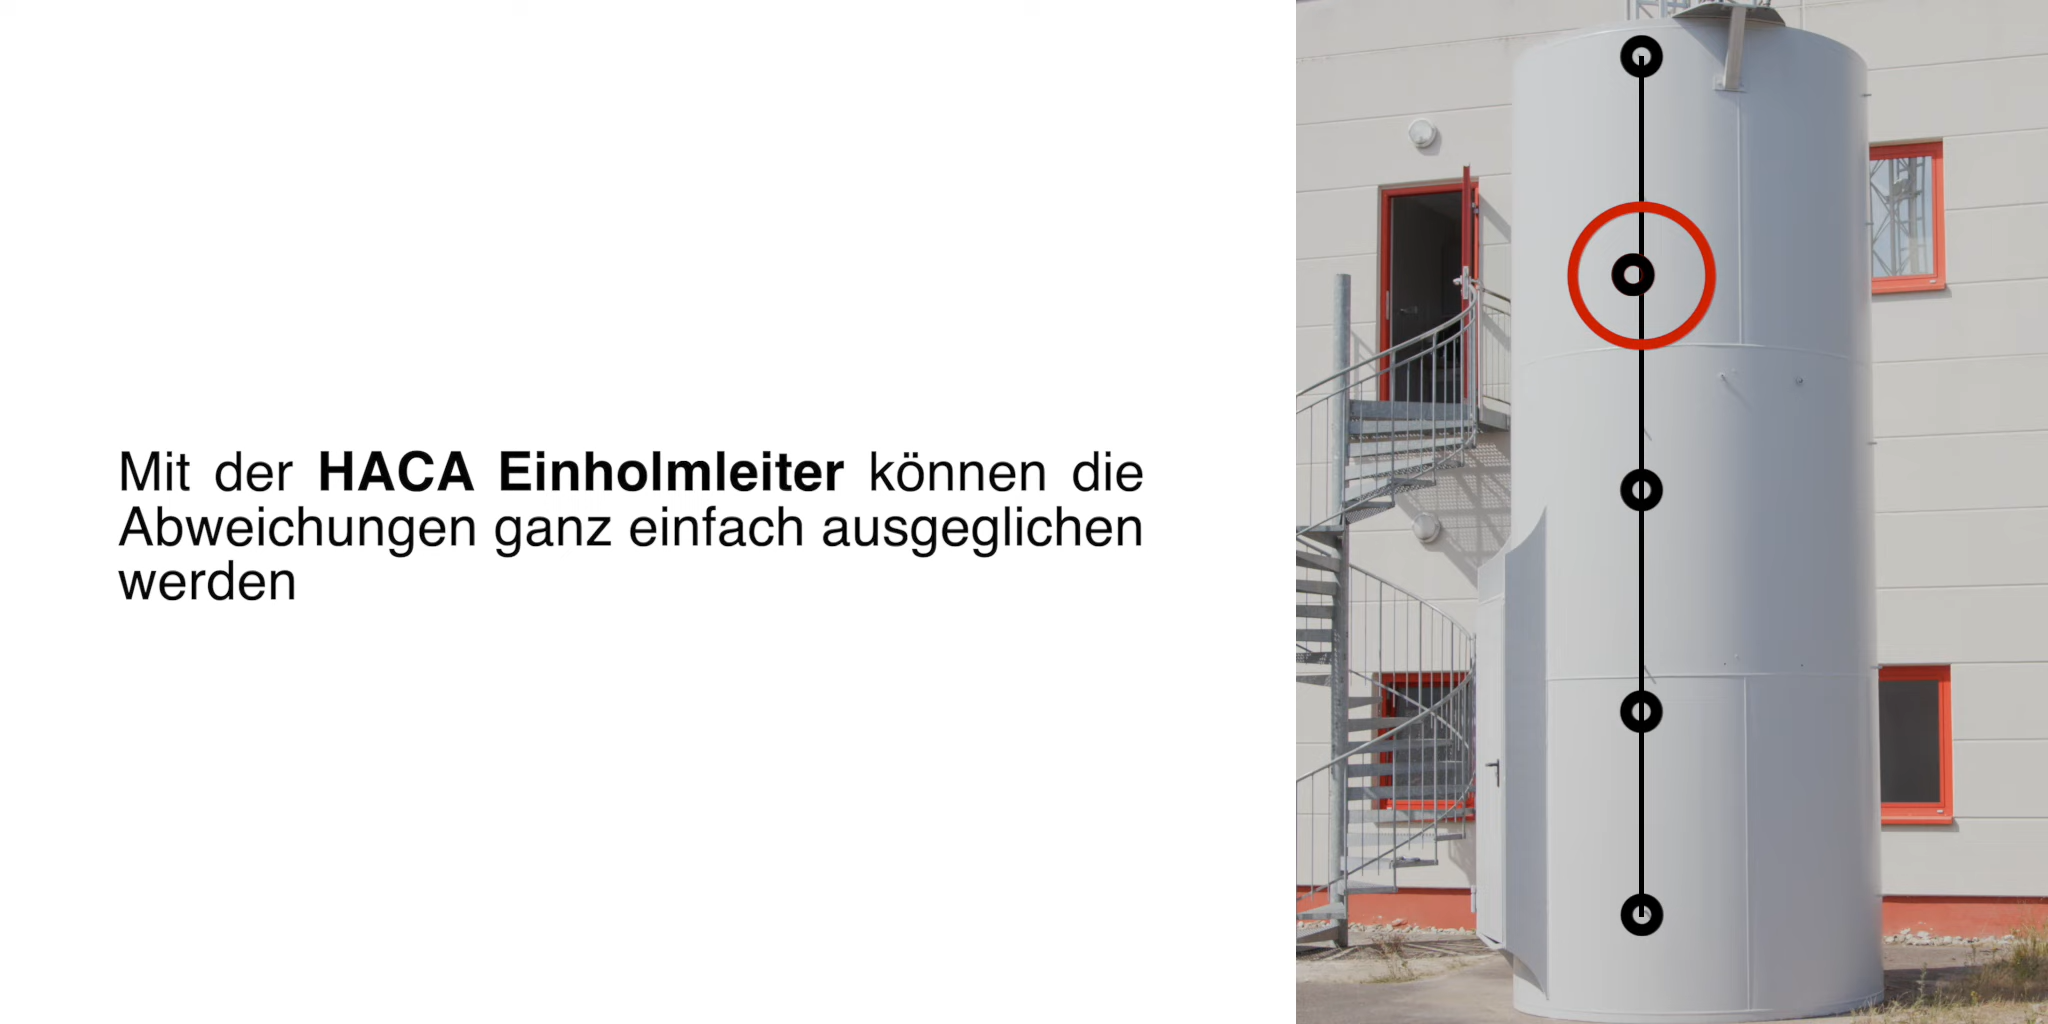 Mit der HACA Einholmleiter können die
Abweichungen ganz einfach ausgeglichen
werden